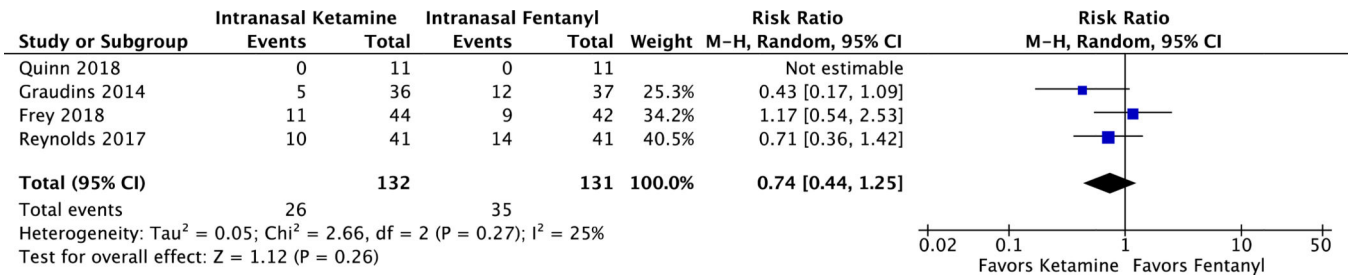 Intranasal Ketamine Intranasal Fentanyl Risk Ratio Risk Ratio
Study or Subgroup Events Total Events Total Weight M-H, Random, 95% CI M-H, Random, 95% CI
Quinn 2018 0 11 0 11 Not estimable
Graudins 2014 5 36 12 37 25.3% 0.43 [0.17, 1.09]
Frey 2018 11 44 9 42 34.2% 1.17 [0.54, 2.53]
Reynolds 2017 10 41 14 41 40.5% 0.71 [0.36, 1.42]
Total (95% CI) 132 131 100.0% 0.74 [0.44, 1.25]
Total events 26 35
Heterogeneity: Tau² = 0.05; Chi² = 2.66, df = 2 (P = 0.27); I² = 25%
Test for overall effect: Z = 1.12 (P = 0.26)
0.02 0.1 1 10 50
Favors Ketamine Favors Fentanyl